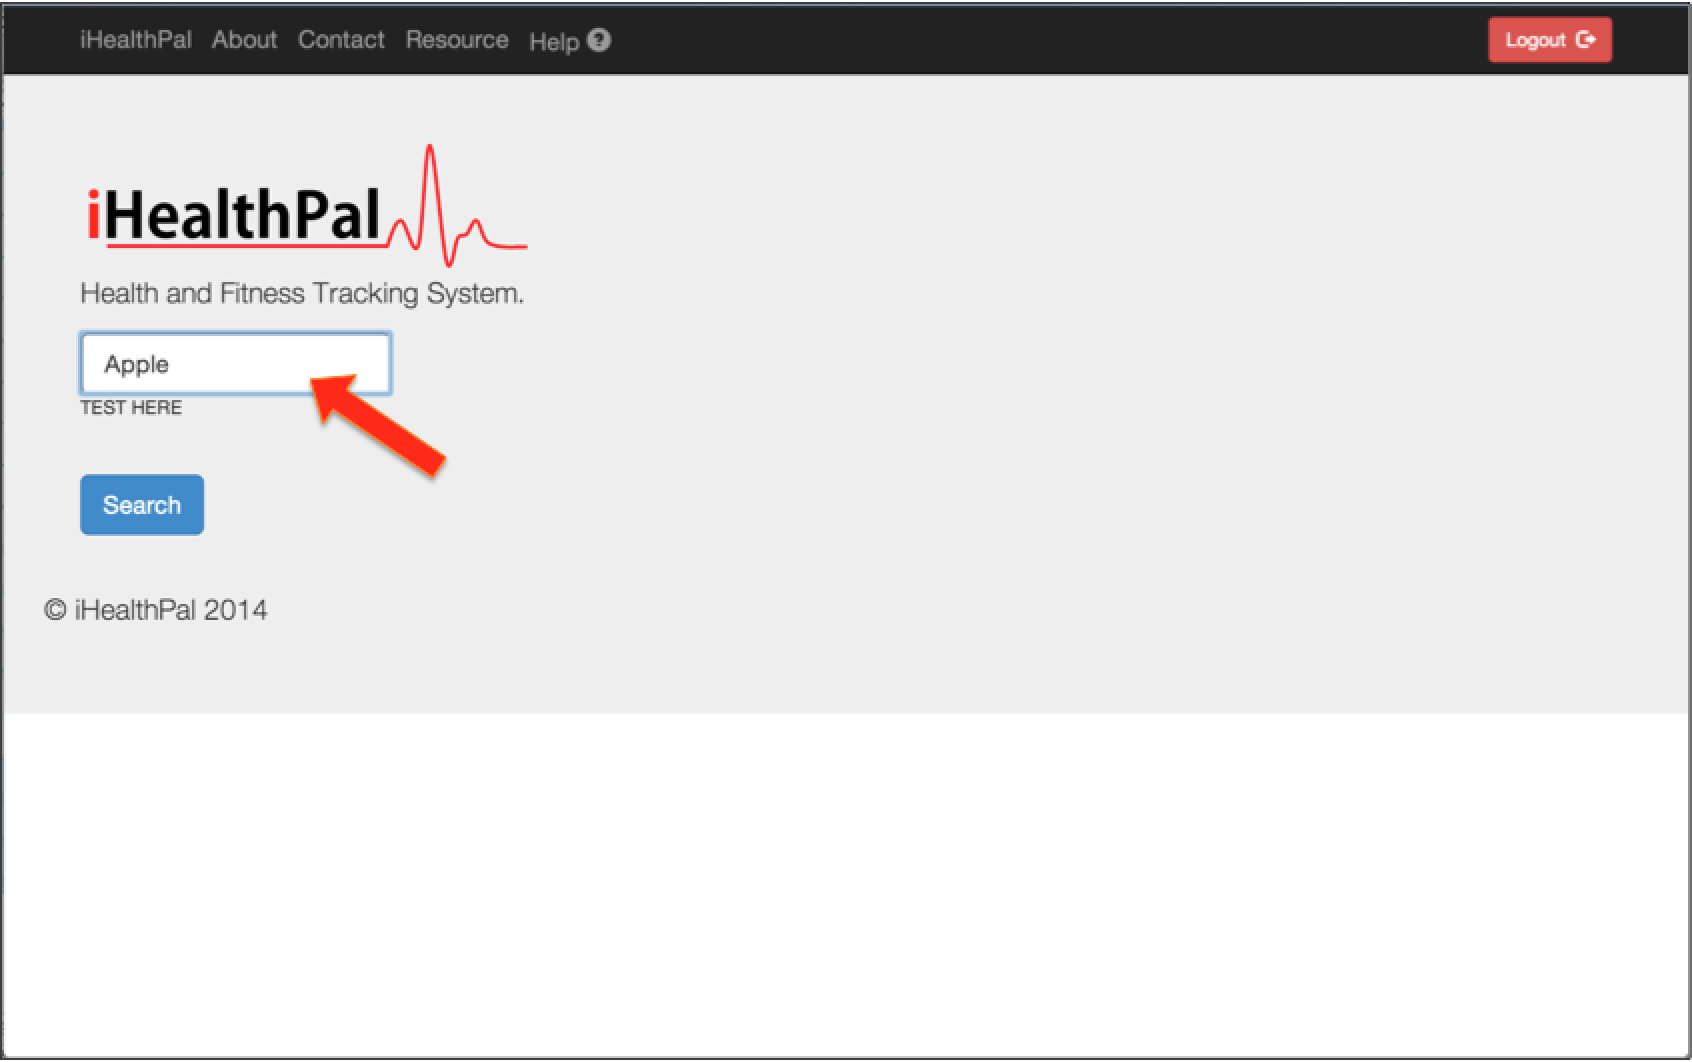 iHealthPal About Contact Resource Help ? Logout
iHealthPal
Health and Fitness Tracking System.
Apple
TEST HERE
Search
© iHealthPal 2014